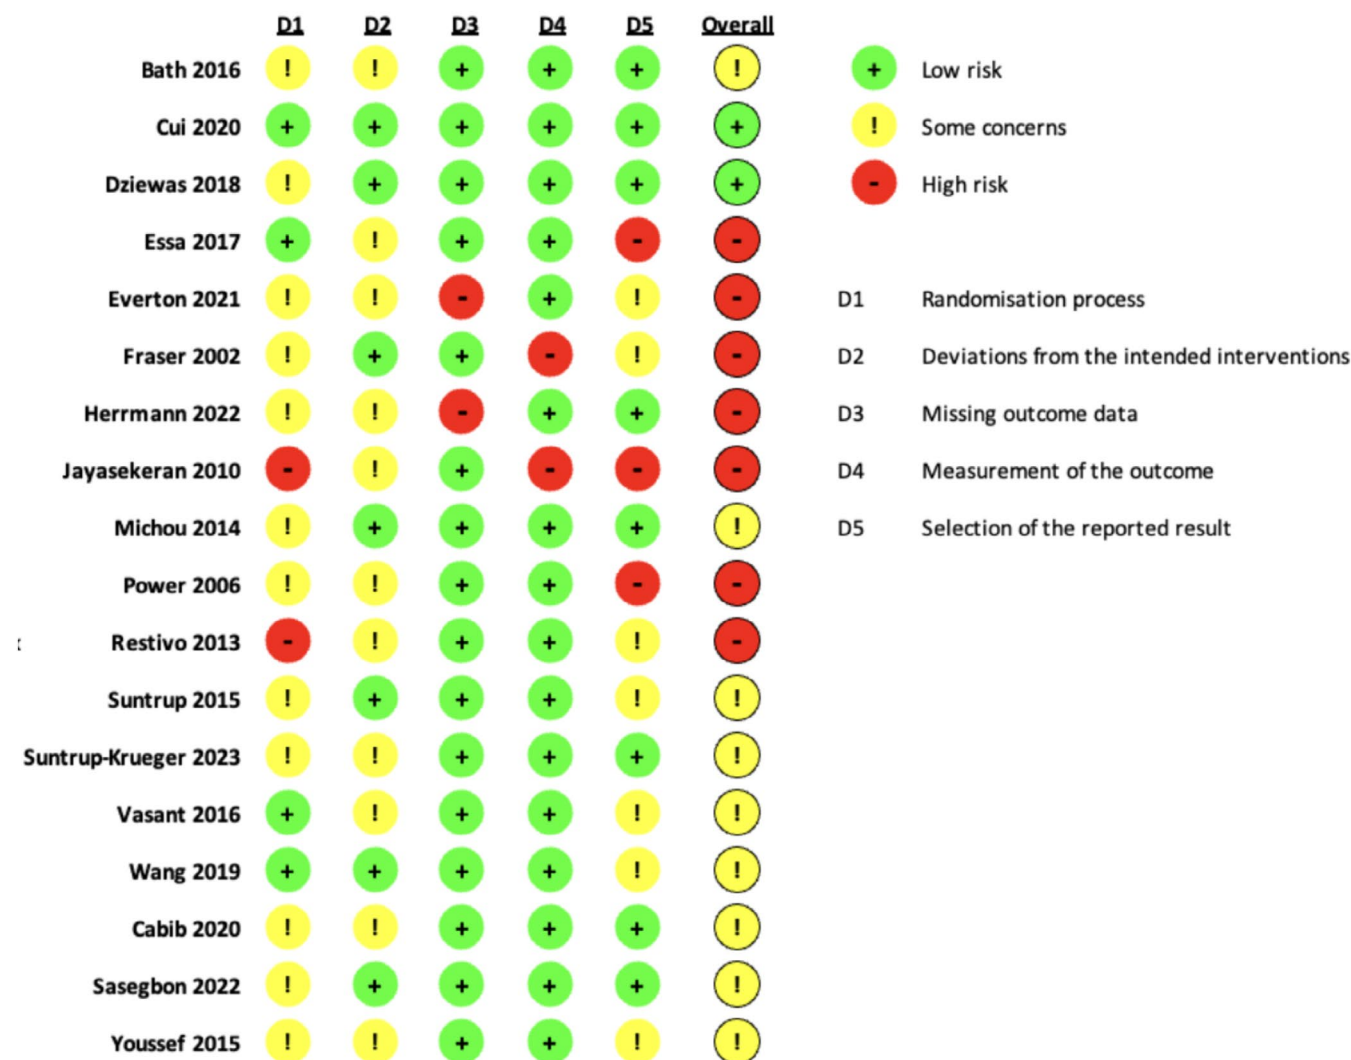 D1 D2 D3 D4 D5 Overall
Bath 2016 ! ! + + + !
Cui 2020 + + + + + +
Dziewas 2018 ! + + + + +
Essa 2017 + ! + + - -
Everton 2021 ! ! - + ! -
Fraser 2002 ! + + - ! -
Herrmann 2022 ! ! - + + -
Jayasekeran 2010 - ! + - - -
Michou 2014 ! + + + + !
Power 2006 ! ! + + - -
Restivo 2013 - ! + + ! -
Suntrup 2015 ! + + + ! !
Suntrup-Krueger 2023 ! ! + + + !
Vasant 2016 + ! + + ! !
Wang 2019 + + + + ! !
Cabib 2020 ! ! + + + !
Sasegbon 2022 ! + + + + !
Youssef 2015 ! ! + + ! !
+ Low risk
! Some concerns
- High risk
D1 Randomisation process
D2 Deviations from the intended interventions
D3 Missing outcome data
D4 Measurement of the outcome
D5 Selection of the reported result